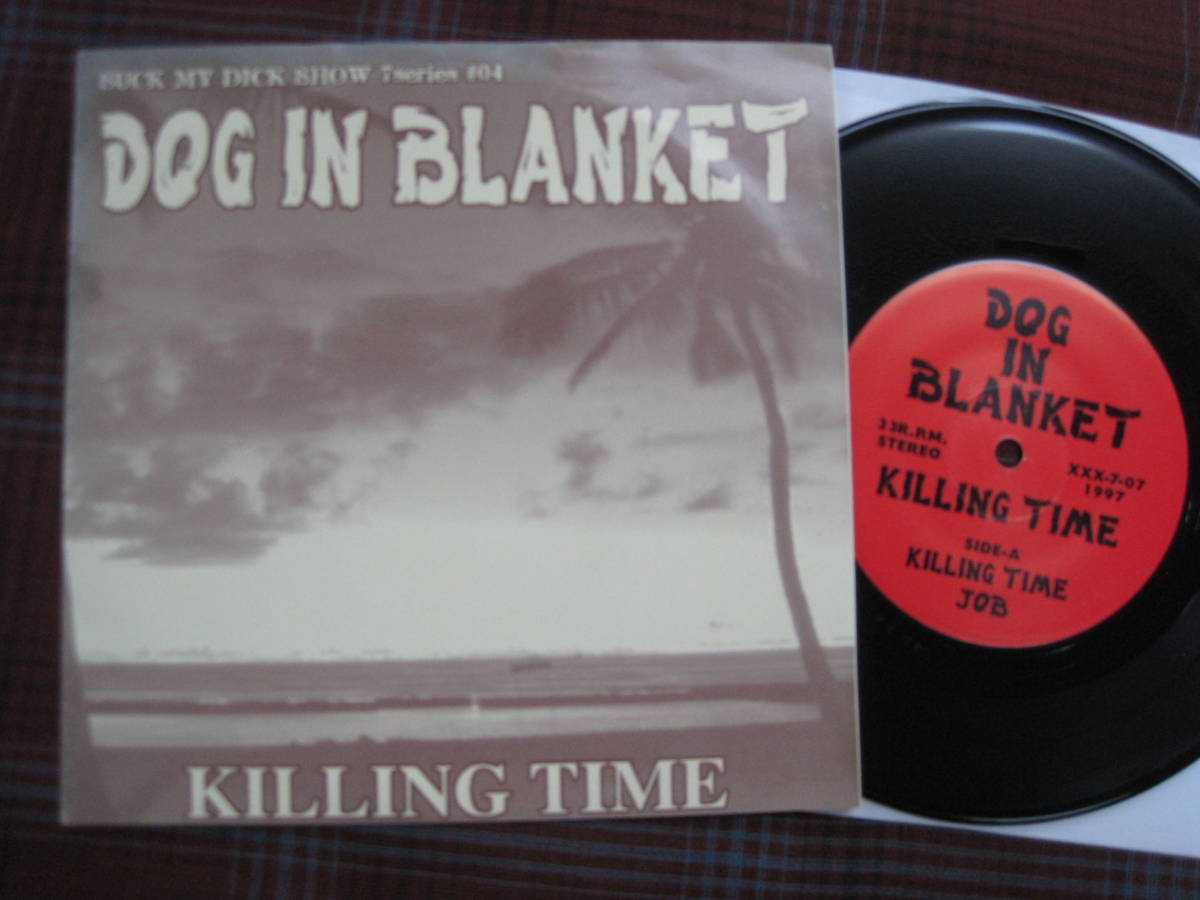 SUCK MY DICK SHOW 7series #04
DOG IN BLANKET
KILLING TIME
DOG
IN
BLANKET
33R.P.M.
STEREO
XXX-7-07
1997
KILLING TIME
SIDE-A
KILLING TIME
JOB